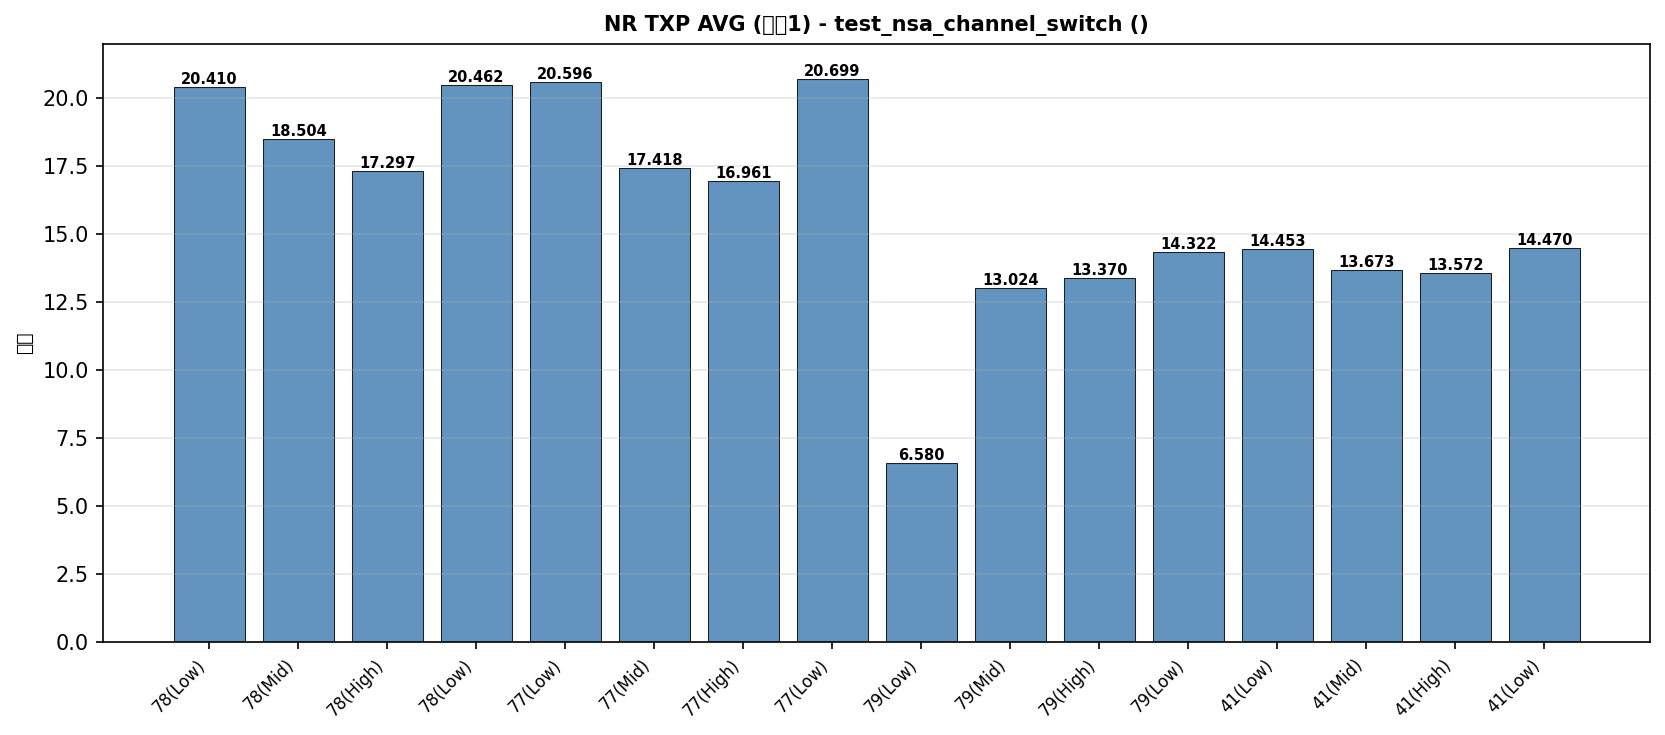 NR TXP AVG (1) - test_nsa_channel_switch ()
20.410
18.504
17.297
20.462
20.596
17.418
16.961
20.699
6.580
13.024
13.370
14.322
14.453
13.673
13.572
14.470
20.0
17.5
15.0
12.5
10.0
7.5
5.0
2.5
0.0
78(Low)
78(Mid)
78(High)
78(Low)
77(Low)
77(Mid)
77(High)
77(Low)
79(Low)
79(Mid)
79(High)
79(Low)
41(Low)
41(Mid)
41(High)
41(Low)